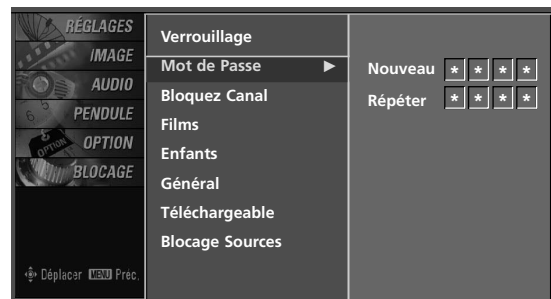 RÉGLAGES
IMAGE
AUDIO
PENDULE
OPTION
BLOCAGE
Déplacer MENU Préc.
Verrouillage
Mot de Passe ►
Bloquez Canal
Films
Enfants
Général
Téléchargeable
Blocage Sources
Nouveau * * * *
Répéter * * * *